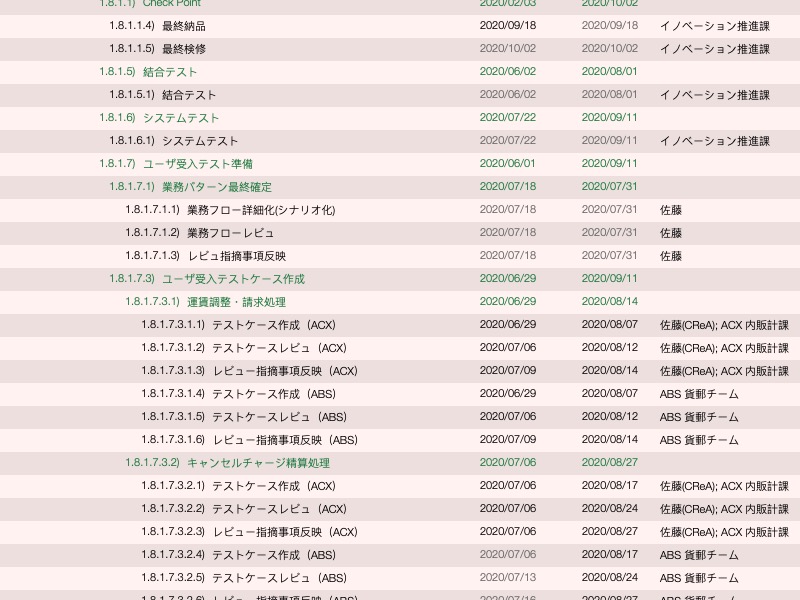 1.8.1.1) Check Point 2020/02/03 2020/10/02
1.8.1.1.4) 最終納品 2020/09/18 2020/09/18 イノベーション推進課
1.8.1.1.5) 最終検修 2020/10/02 2020/10/02 イノベーション推進課
1.8.1.5) 結合テスト 2020/06/02 2020/08/01
1.8.1.5.1) 結合テスト 2020/06/02 2020/08/01 イノベーション推進課
1.8.1.6) システムテスト 2020/07/22 2020/09/11
1.8.1.6.1) システムテスト 2020/07/22 2020/09/11 イノベーション推進課
1.8.1.7) ユーザ受入テスト準備 2020/06/01 2020/09/11
1.8.1.7.1) 業務パターン最終確定 2020/07/18 2020/07/31
1.8.1.7.1.1) 業務フロー詳細化(シナリオ化) 2020/07/18 2020/07/31 佐藤
1.8.1.7.1.2) 業務フローレビュ 2020/07/18 2020/07/31 佐藤
1.8.1.7.1.3) レビュ指摘事項反映 2020/07/18 2020/07/31 佐藤
1.8.1.7.3) ユーザ受入テストケース作成 2020/06/29 2020/09/11
1.8.1.7.3.1) 運賃調整・請求処理 2020/06/29 2020/08/14
1.8.1.7.3.1.1) テストケース作成（ACX) 2020/06/29 2020/08/07 佐藤(CReA); ACX 内販計課
1.8.1.7.3.1.2) テストケースレビュ（ACX) 2020/07/06 2020/08/12 佐藤(CReA); ACX 内販計課
1.8.1.7.3.1.3) レビュー指摘事項反映（ACX) 2020/07/09 2020/08/14 佐藤(CReA); ACX 内販計課
1.8.1.7.3.1.4) テストケース作成（ABS) 2020/06/29 2020/08/07 ABS 貨郵チーム
1.8.1.7.3.1.5) テストケースレビュ（ABS) 2020/07/06 2020/08/12 ABS 貨郵チーム
1.8.1.7.3.1.6) レビュー指摘事項反映（ABS) 2020/07/09 2020/08/14 ABS 貨郵チーム
1.8.1.7.3.2) キャンセルチャージ精算処理 2020/07/06 2020/08/27
1.8.1.7.3.2.1) テストケース作成（ACX) 2020/07/06 2020/08/17 佐藤(CReA); ACX 内販計課
1.8.1.7.3.2.2) テストケースレビュ（ACX) 2020/07/06 2020/08/24 佐藤(CReA); ACX 内販計課
1.8.1.7.3.2.3) レビュー指摘事項反映（ACX) 2020/07/06 2020/08/27 佐藤(CReA); ACX 内販計課
1.8.1.7.3.2.4) テストケース作成（ABS) 2020/07/06 2020/08/17 ABS 貨郵チーム
1.8.1.7.3.2.5) テストケースレビュ（ABS) 2020/07/13 2020/08/24 ABS 貨郵チーム
1.8.1.7.3.2.6) レビュー指摘事項反映（ABS) 2020/07/16 2020/08/27 ABS 貨郵チーム